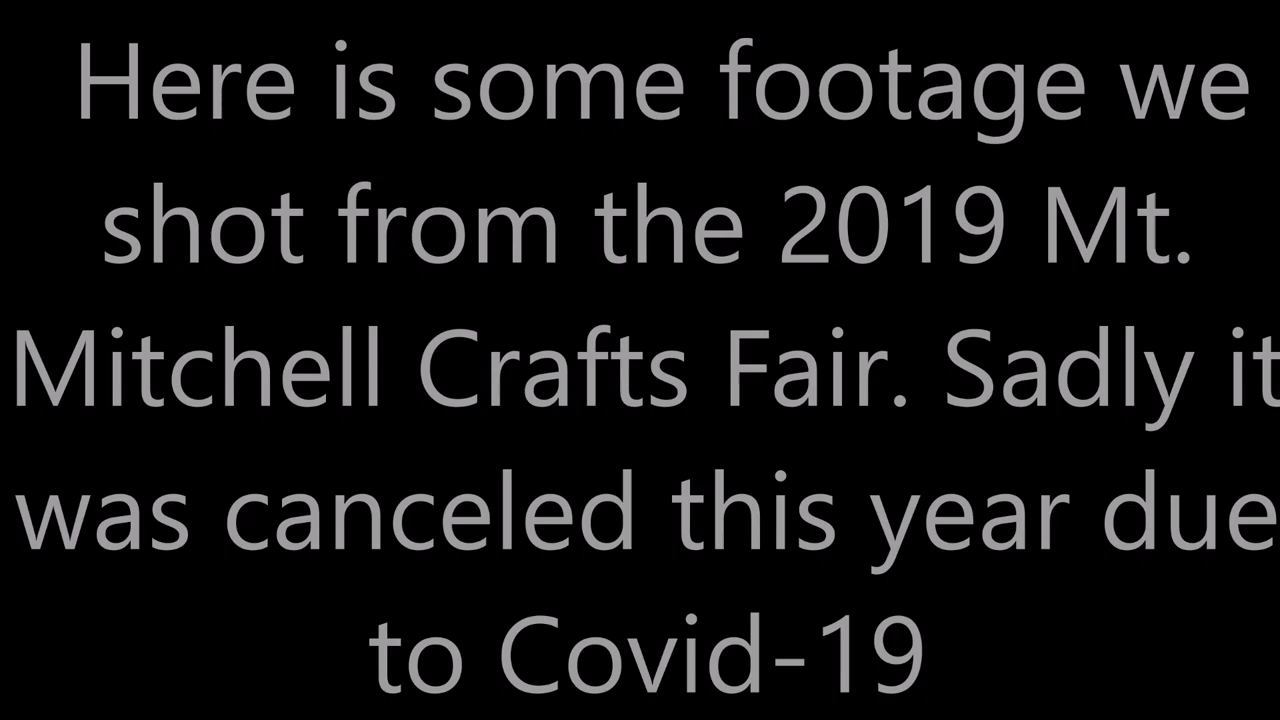 Here is some footage we
shot from the 2019 Mt.
Mitchell Crafts Fair. Sadly it
was canceled this year due
to Covid-19